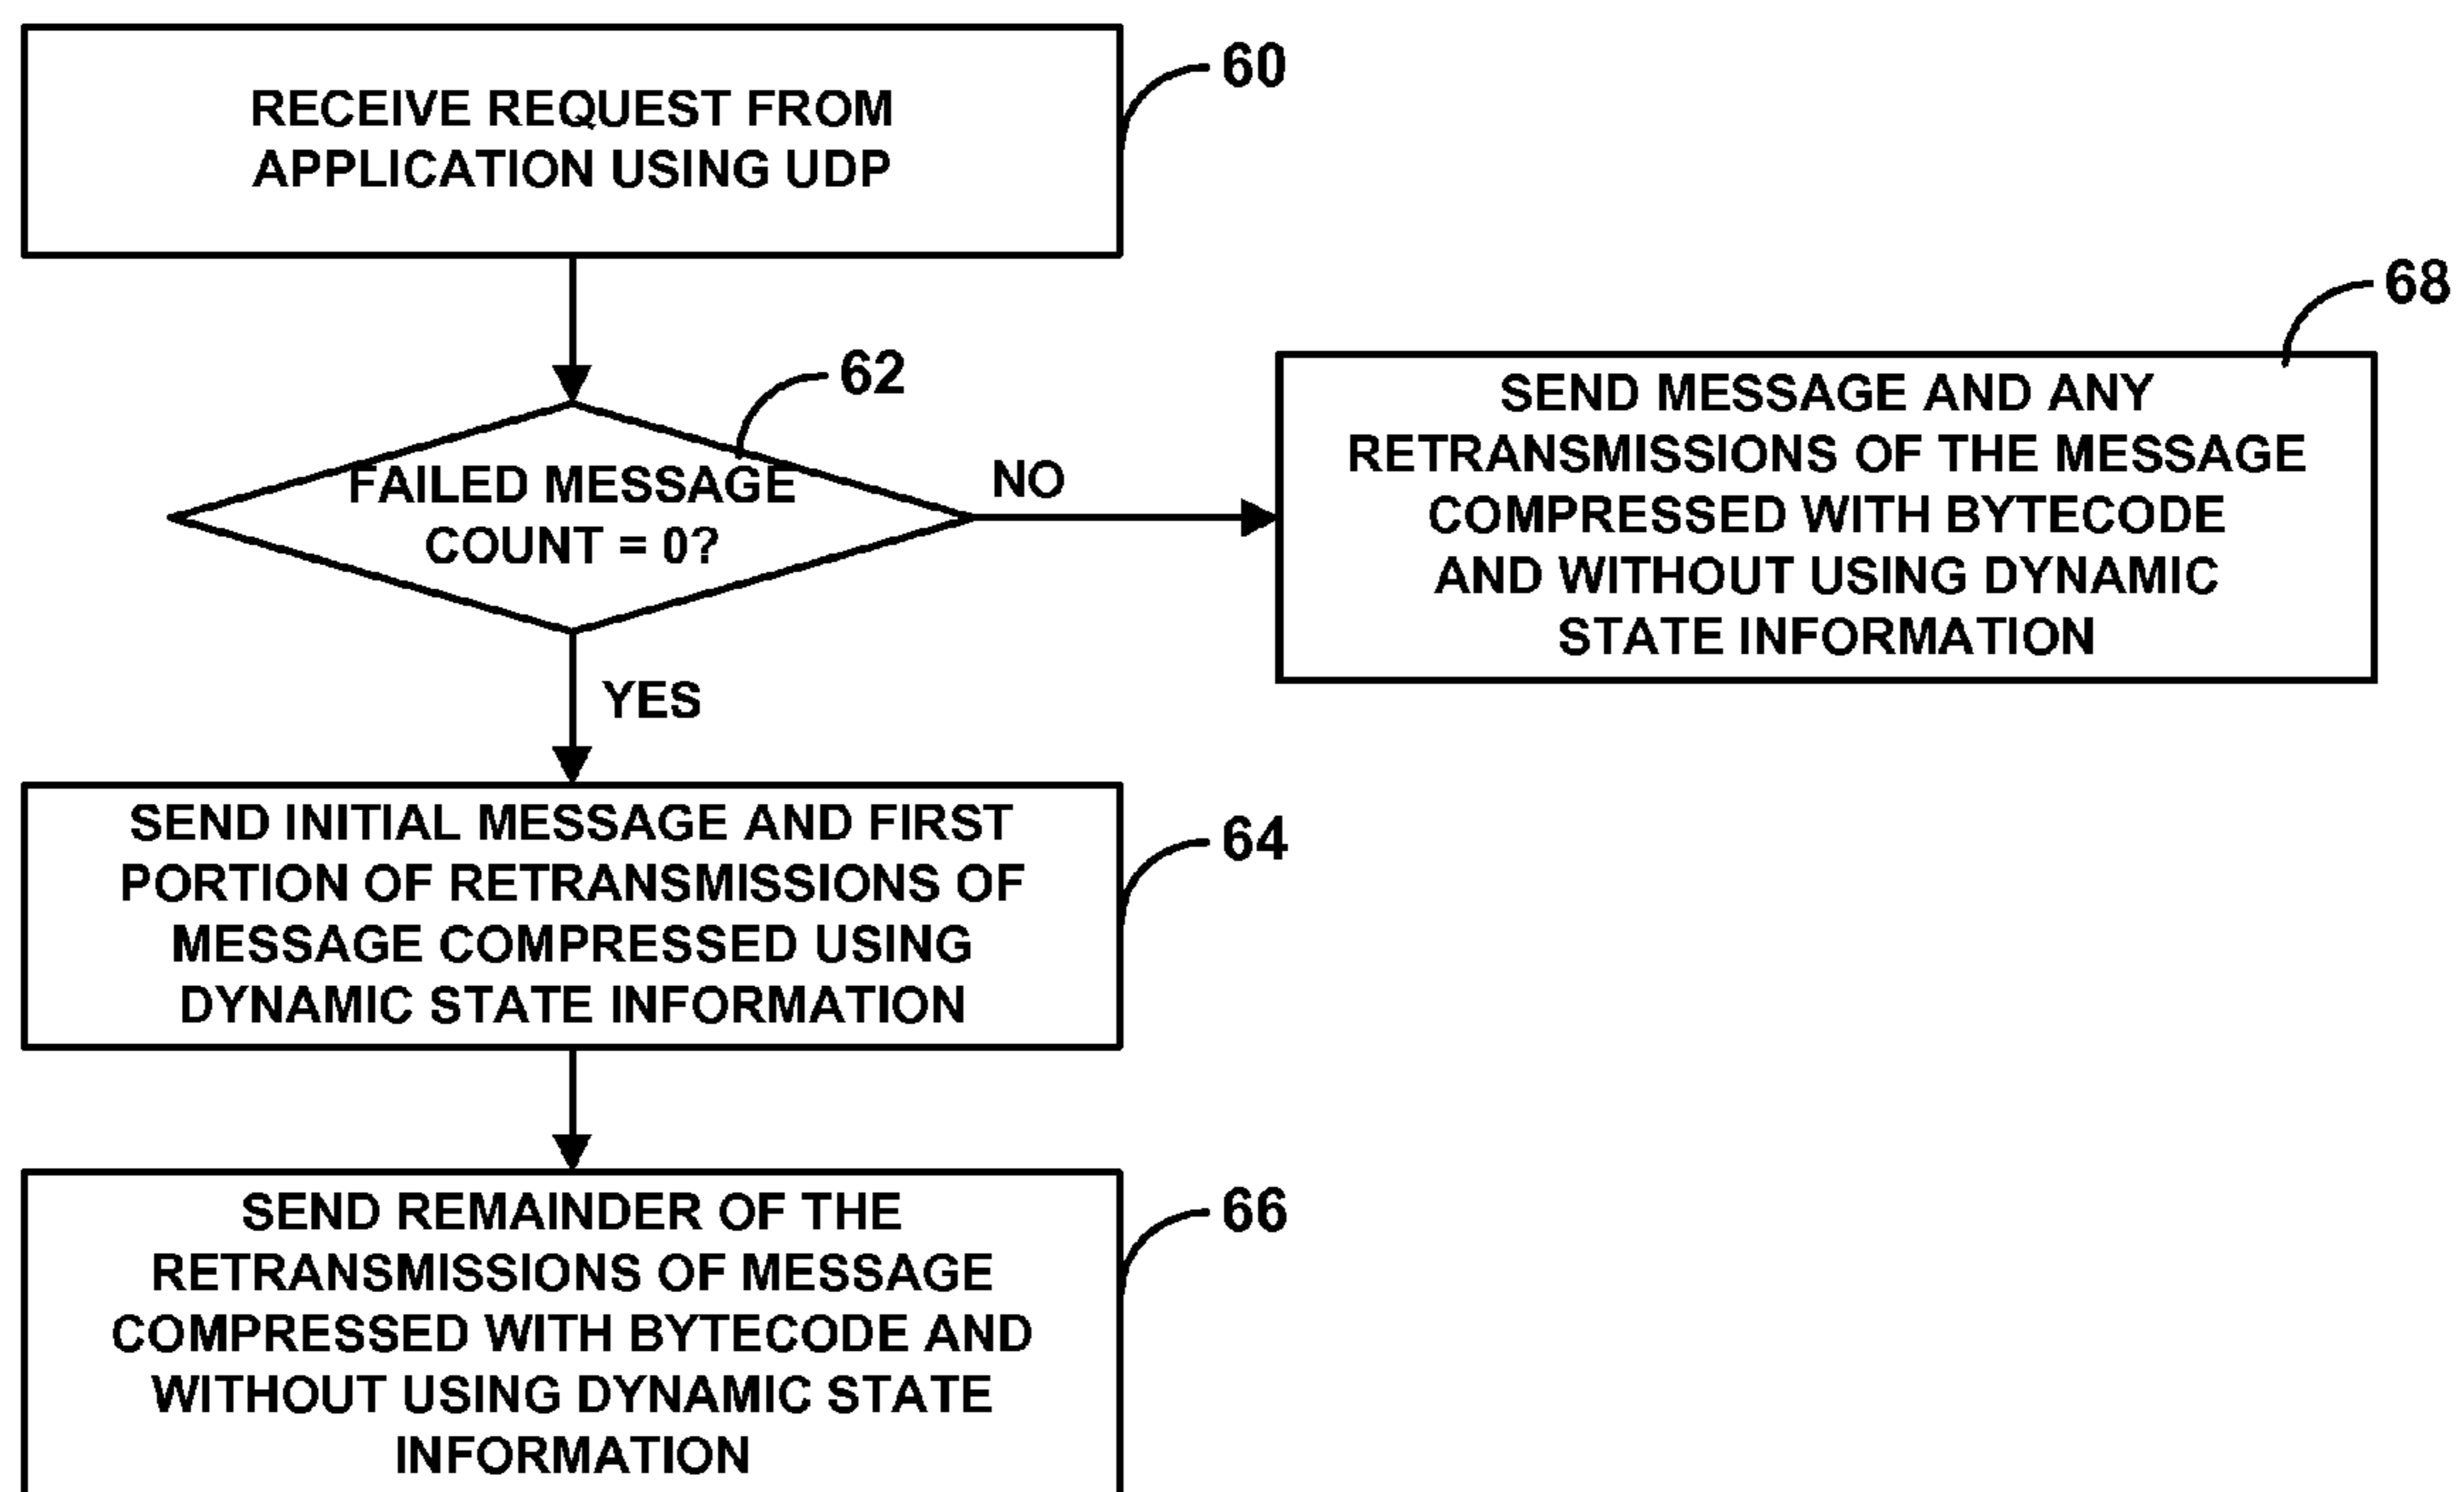 RECEIVE REQUEST FROM
APPLICATION USING UDP
60
62
FAILED MESSAGE
COUNT = 0?
NO
68
SEND MESSAGE AND ANY
RETRANSMISSIONS OF THE MESSAGE
COMPRESSED WITH BYTECODE
AND WITHOUT USING DYNAMIC
STATE INFORMATION
YES
SEND INITIAL MESSAGE AND FIRST
PORTION OF RETRANSMISSIONS OF
MESSAGE COMPRESSED USING
DYNAMIC STATE INFORMATION
64
SEND REMAINDER OF THE
RETRANSMISSIONS OF MESSAGE
COMPRESSED WITH BYTECODE AND
WITHOUT USING DYNAMIC STATE
INFORMATION
66